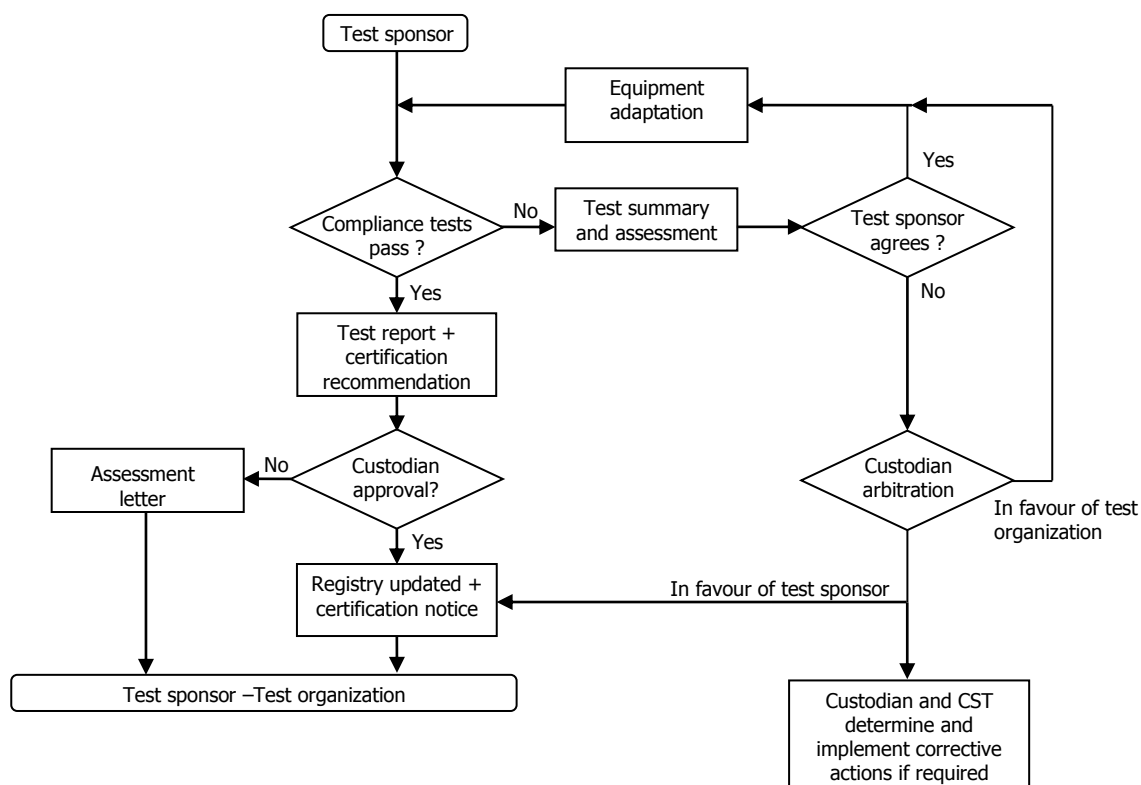 Test sponsor
Equipment
adaptation
Yes
Compliance tests
pass ?
No
Test summary
and assessment
Test sponsor
agrees ?
Yes
No
Test report +
certification
recommendation
Assessment
letter
No
Custodian
approval?
Custodian
arbitration
In favour of test
organization
Yes
Registry updated +
certification notice
In favour of test sponsor
Test sponsor –Test organization
Custodian and CST
determine and
implement corrective
actions if required